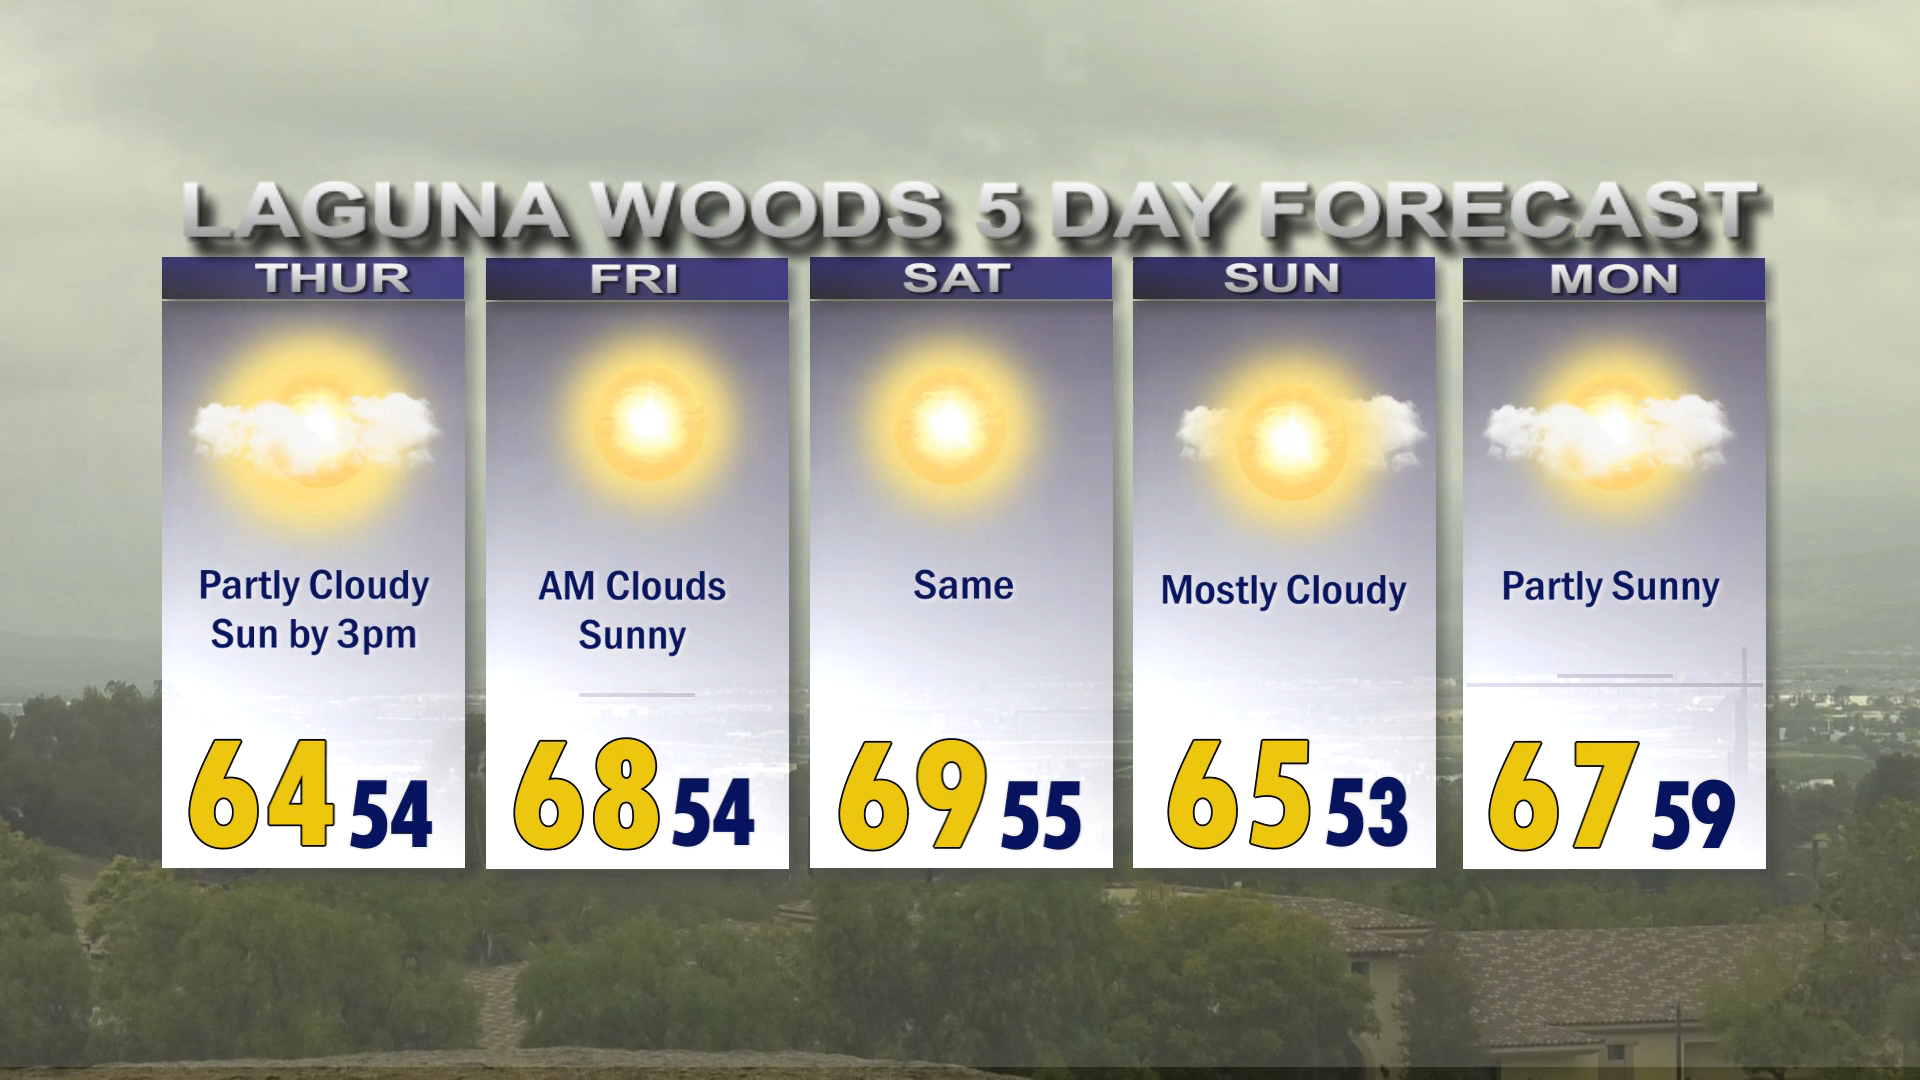 LAGUNA WOODS 5 DAY FORECAST
THUR
Partly Cloudy
Sun by 3pm
64 54
FRI
AM Clouds
Sunny
68 54
SAT
Same
69 55
SUN
Mostly Cloudy
65 53
MON
Partly Sunny
67 59